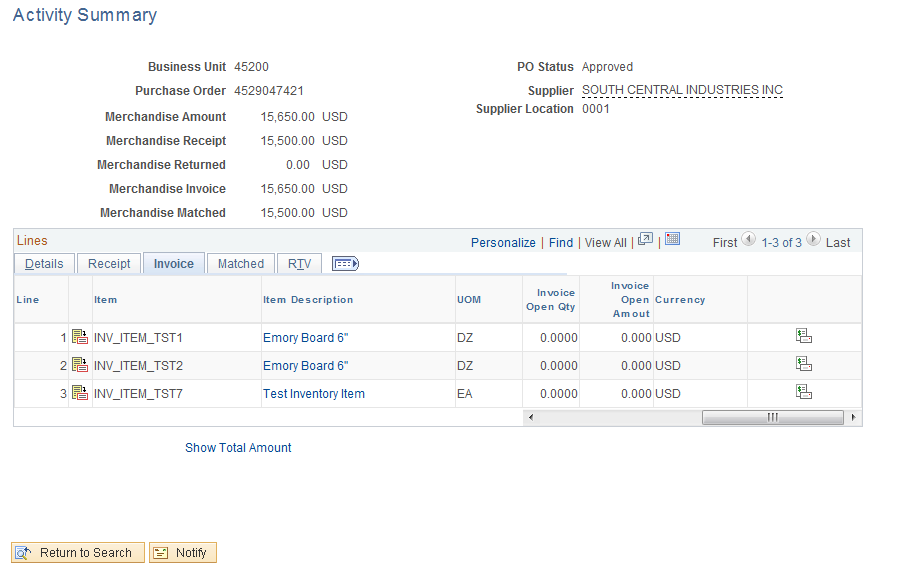 Activity Summary
Business Unit 45200 PO Status Approved
Purchase Order 4529047421 Supplier SOUTH CENTRAL INDUSTRIES INC
Supplier Location 0001
Merchandise Amount 15,650.00 USD
Merchandise Receipt 15,500.00 USD
Merchandise Returned 0.00 USD
Merchandise Invoice 15,650.00 USD
Merchandise Matched 15,500.00 USD
Lines Personalize | Find | View All | | First 1-3 of 3 Last
Details Receipt Invoice Matched RTV
Line Item Item Description UOM Invoice Open Qty Invoice Open Amout Currency
1 INV_ITEM_TST1 Emory Board 6" DZ 0.0000 0.000 USD
2 INV_ITEM_TST2 Emory Board 6" DZ 0.0000 0.000 USD
3 INV_ITEM_TST7 Test Inventory Item EA 0.0000 0.000 USD
Show Total Amount
Return to Search Notify